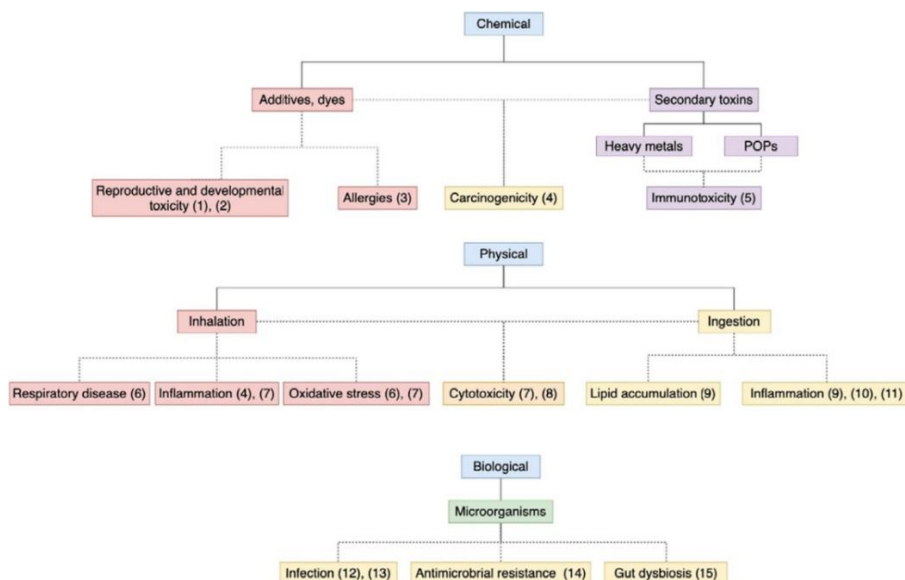 Chemical
Additives, dyes
Secondary toxins
Heavy metals
POPs
Reproductive and developmental
toxicity (1), (2)
Allergies (3)
Carcinogenicity (4)
Immunotoxicity (5)
Physical
Inhalation
Ingestion
Respiratory disease (6)
Inflammation (4), (7)
Oxidative stress (6), (7)
Cytotoxicity (7), (8)
Lipid accumulation (9)
Inflammation (9), (10), (11)
Biological
Microorganisms
Infection (12), (13)
Antimicrobrial resistance (14)
Gut dysbiosis (15)